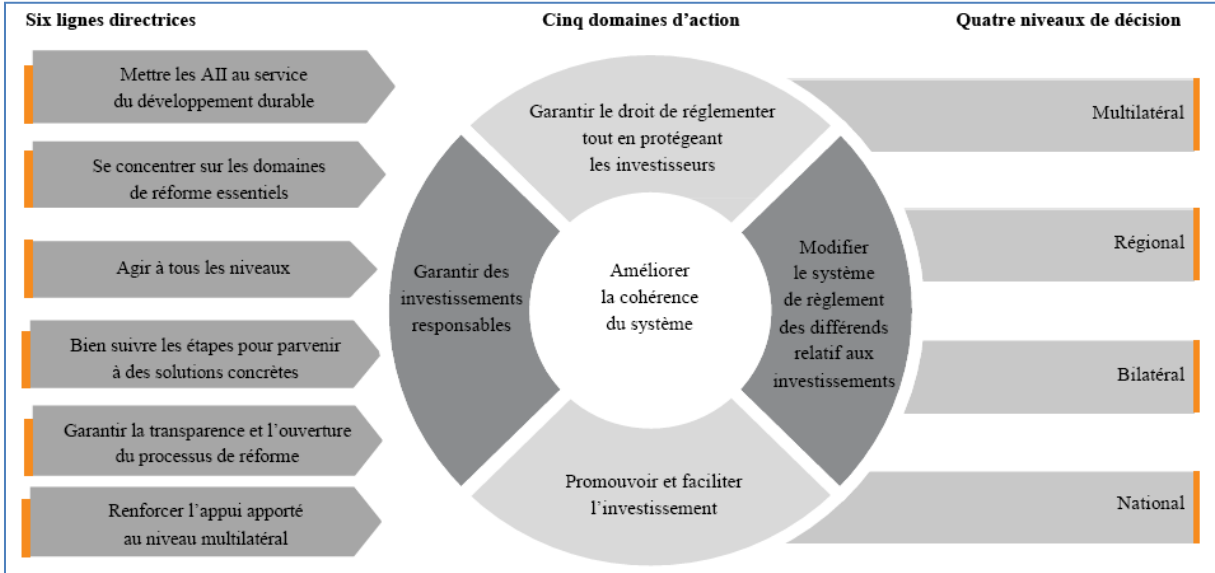 Six lignes directrices
Mettre les AII au service
du développement durable
Se concentrer sur les domaines
de réforme essentiels
Agir à tous les niveaux
Bien suivre les étapes pour parvenir
à des solutions concrètes
Garantir la transparence et l’ouverture
du processus de réforme
Renforcer l’appui apporté
au niveau multilatéral
Cinq domaines d’action
Garantir le droit de réglementer
tout en protégeant
les investisseurs
Garantir des
investissements
responsables
Améliorer
la cohérence
du système
Modifier
le système
de règlement
des différends
relatif aux
investissements
Promouvoir et faciliter
l’investissement
Quatre niveaux de décision
Multilatéral
Régional
Bilatéral
National